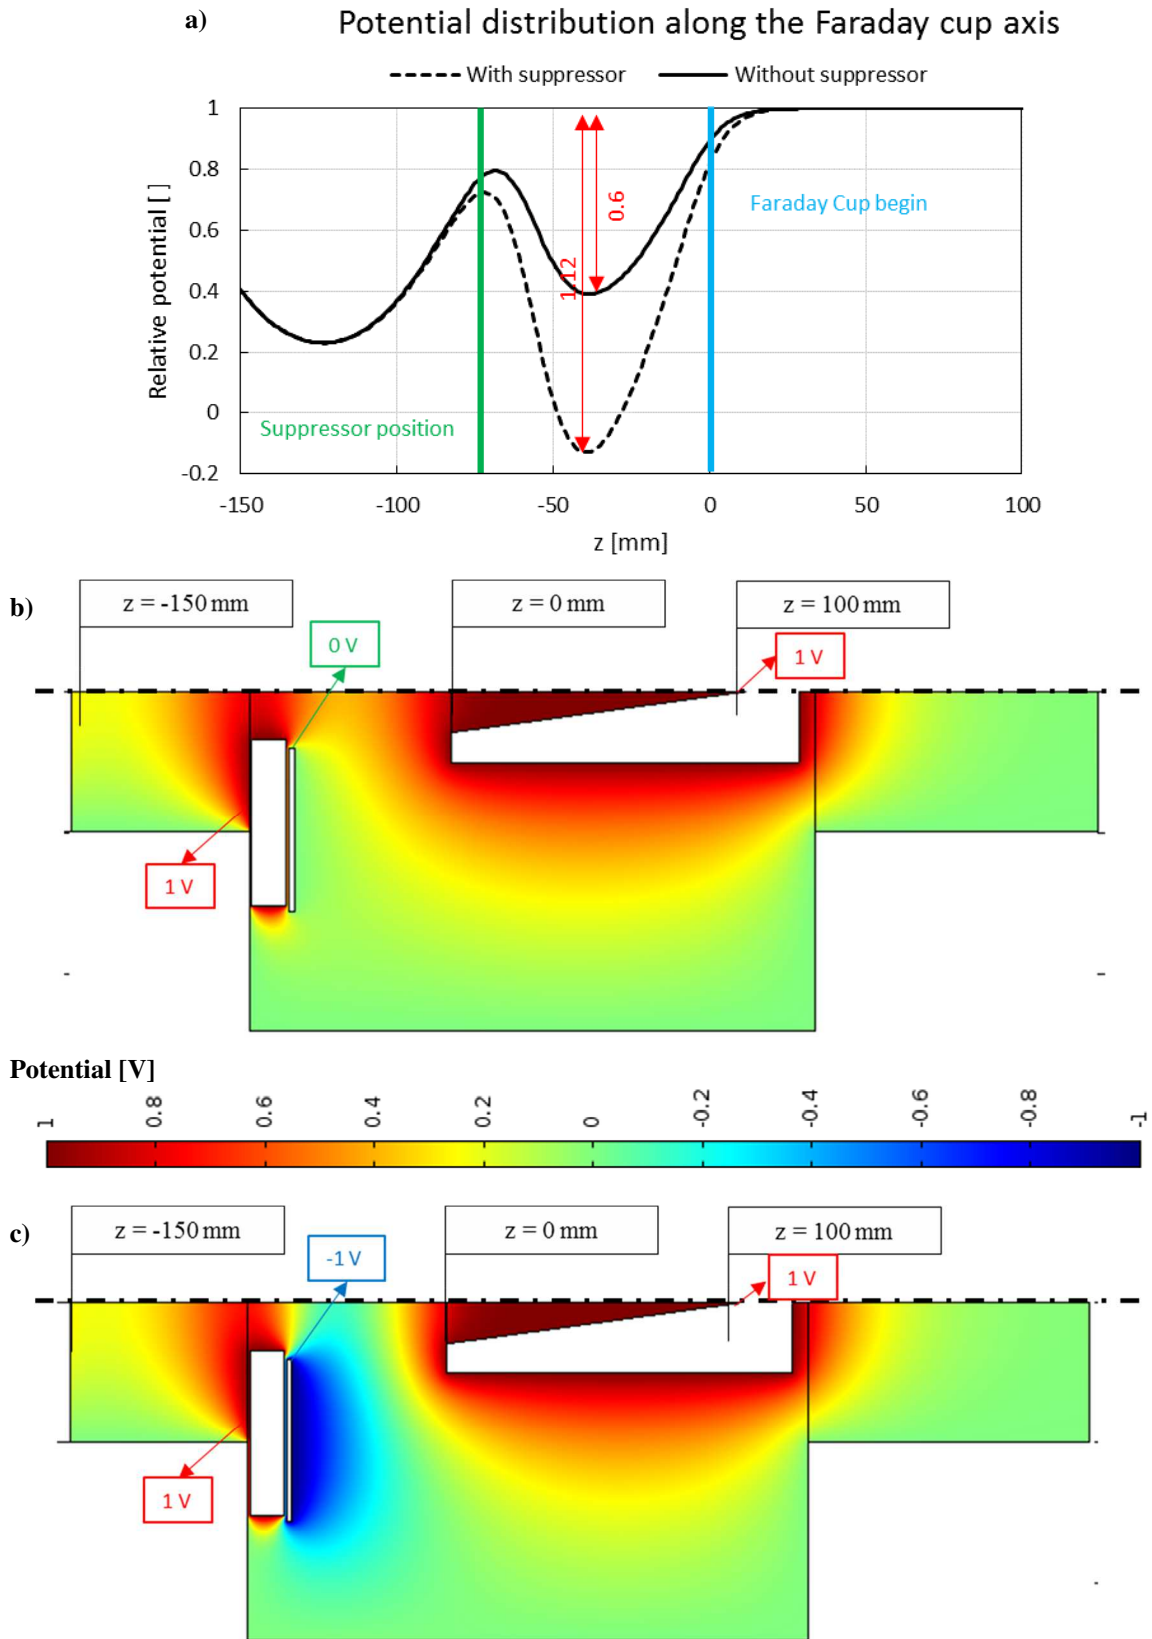 a)
Potential distribution along the Faraday cup axis
With suppressor Without suppressor
1
0.8
0.6
0.4
0.2
0
-0.2
Relative potential [ ]
0.6
1.12
Faraday Cup begin
Suppressor position
-150 -100 -50 0 50 100
z [mm]
b)
z = -150 mm z = 0 mm z = 100 mm
0 V
1 V
1 V
Potential [V]
1 0.8 0.6 0.4 0.2 0 -0.2 -0.4 -0.6 -0.8 -1
c)
z = -150 mm z = 0 mm z = 100 mm
-1 V
1 V
1 V